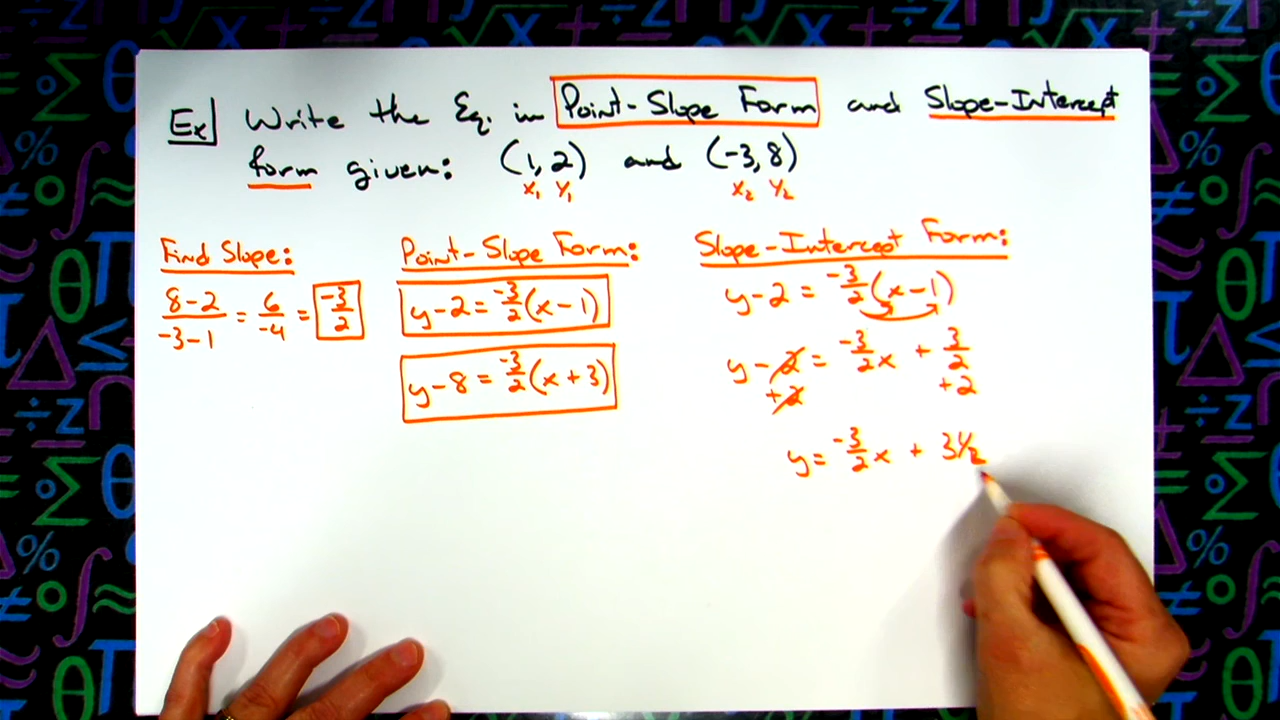 Ex Write the Eq. in Point-Slope Form and Slope-Intercept
form given: (1, 2) and (-3, 8)
x₁ y₁ x₂ y₂
Find Slope:
8-2/-3-1 = 6/-4 = -3/2
Point-Slope Form:
y-2 = -3/2(x-1)
y-8 = -3/2(x+3)
Slope-Intercept Form:
y-2 = -3/2(x-1)
y-2 = -3/2x + 3/2
+2 +2
y = -3/2x + 3½